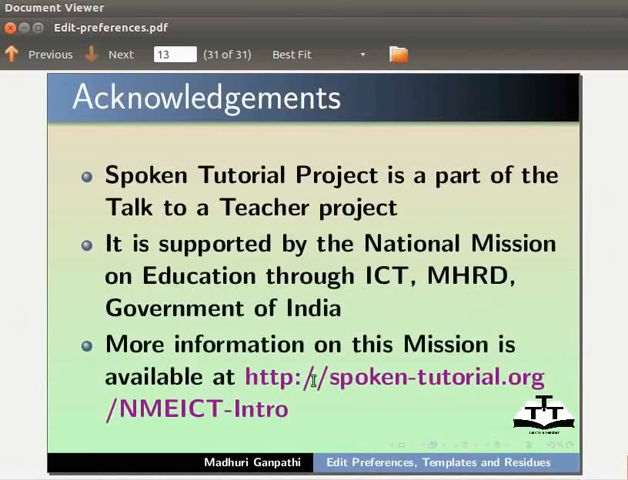 Document Viewer
Edit-preferences.pdf
Previous Next 13 (31 of 31) Best Fit
Acknowledgements
Spoken Tutorial Project is a part of the
Talk to a Teacher project
It is supported by the National Mission
on Education through ICT, MHRD,
Government of India
More information on this Mission is
available at http://spoken-tutorial.org
/NMEICT-Intro
TTT
Madhuri Ganpathi Edit Preferences, Templates and Residues